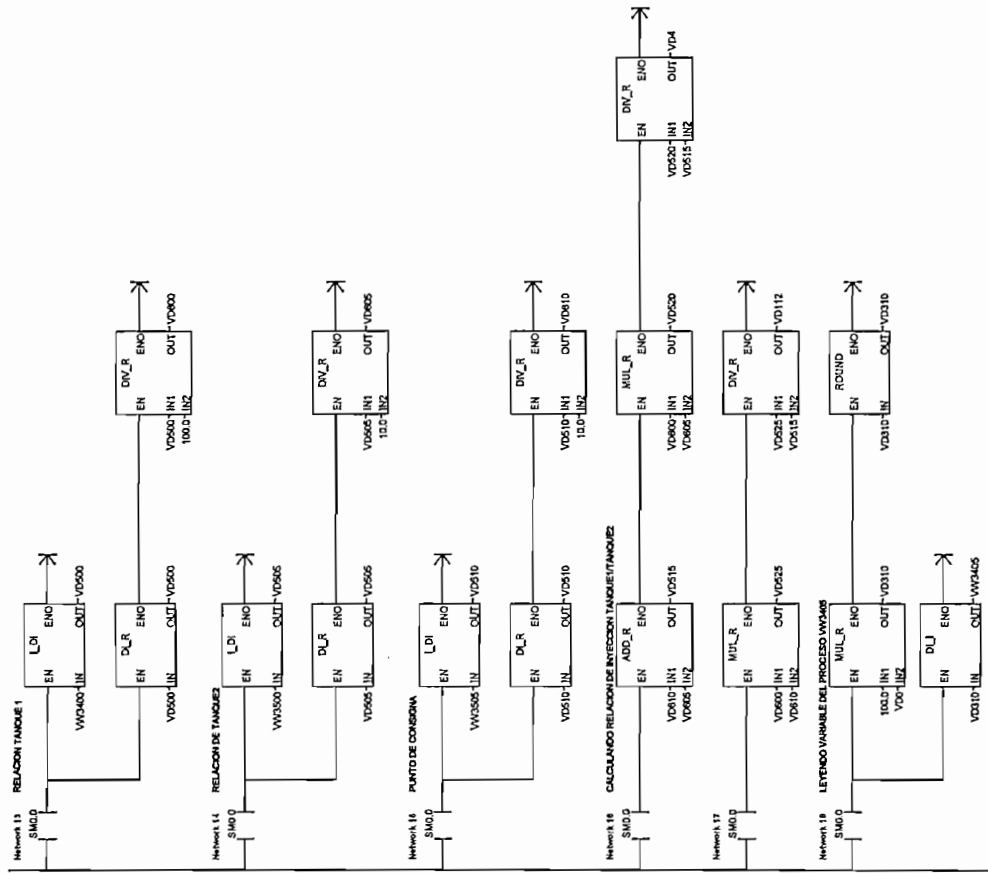 Network 13 RELACION TANQUE 1
SM0.0
I_DI
EN ENO
VW3400 IN OUT VD500
DI_R
EN ENO
VD500 IN OUT VD500
DIV_R
EN ENO
VD500 IN1 OUT VD600
100.0 IN2
Network 14 RELACION DE TANQUE2
SM0.0
I_DI
EN ENO
VW3500 IN OUT VD505
DI_R
EN ENO
VD505 IN OUT VD505
DIV_R
EN ENO
VD505 IN1 OUT VD605
10.0 IN2
Network 15 PUNTO DE CONSIGNA
SM0.0
I_DI
EN ENO
VW3505 IN OUT VD510
DI_R
EN ENO
VD510 IN OUT VD510
DIV_R
EN ENO
VD510 IN1 OUT VD610
10.0 IN2
Network 16 CALCULANDO RELACION DE INYECCION TANQUE1/TANQUE2
SM0.0
ADD_R
EN ENO
VD610 IN1 OUT VD515
VD605 IN2
MUL_R
EN ENO
VD600 IN1 OUT VD520
VD605 IN2
DIV_R
EN ENO
VD520 IN1 OUT VD4
VD515 IN2
Network 17
SM0.0
MUL_R
EN ENO
VD600 IN1 OUT VD525
VD610 IN2
DIV_R
EN ENO
VD525 IN1 OUT VD112
VD515 IN2
Network 18 LEYENDO VARIABLE DEL PROCESO VW3405
SM0.0
MUL_R
EN ENO
100.0 IN1 OUT VD310
VD0 IN2
ROUND
EN ENO
VD310 IN OUT VD310
DI_I
EN ENO
VD310 IN OUT VW3405